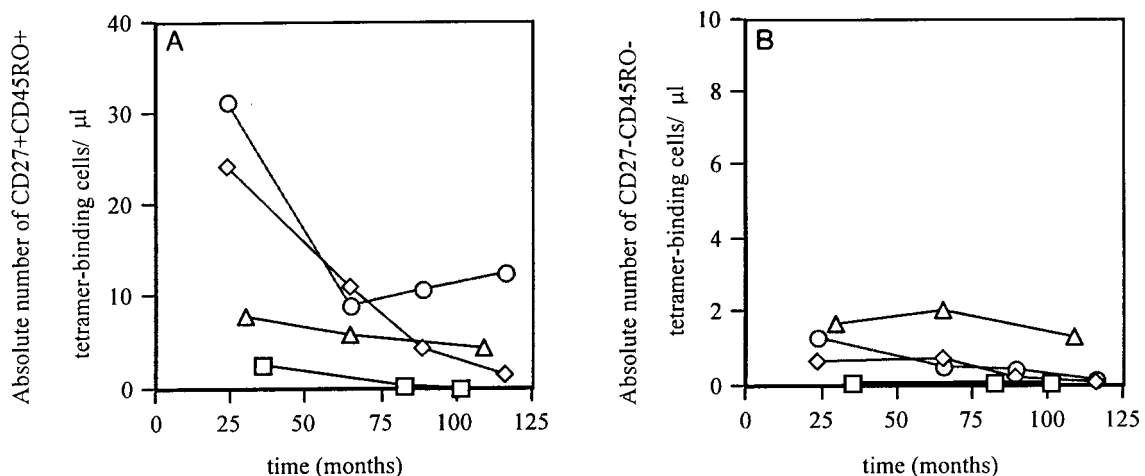 Absolute number of CD27+CD45RO+
tetramer-binding cells/ µl
A
40
30
20
10
0
0
25
50
75
100
125
time (months)
Absolute number of CD27-CD45RO-
tetramer-binding cells/ µl
B
10
8
6
4
2
0
0
25
50
75
100
125
time (months)